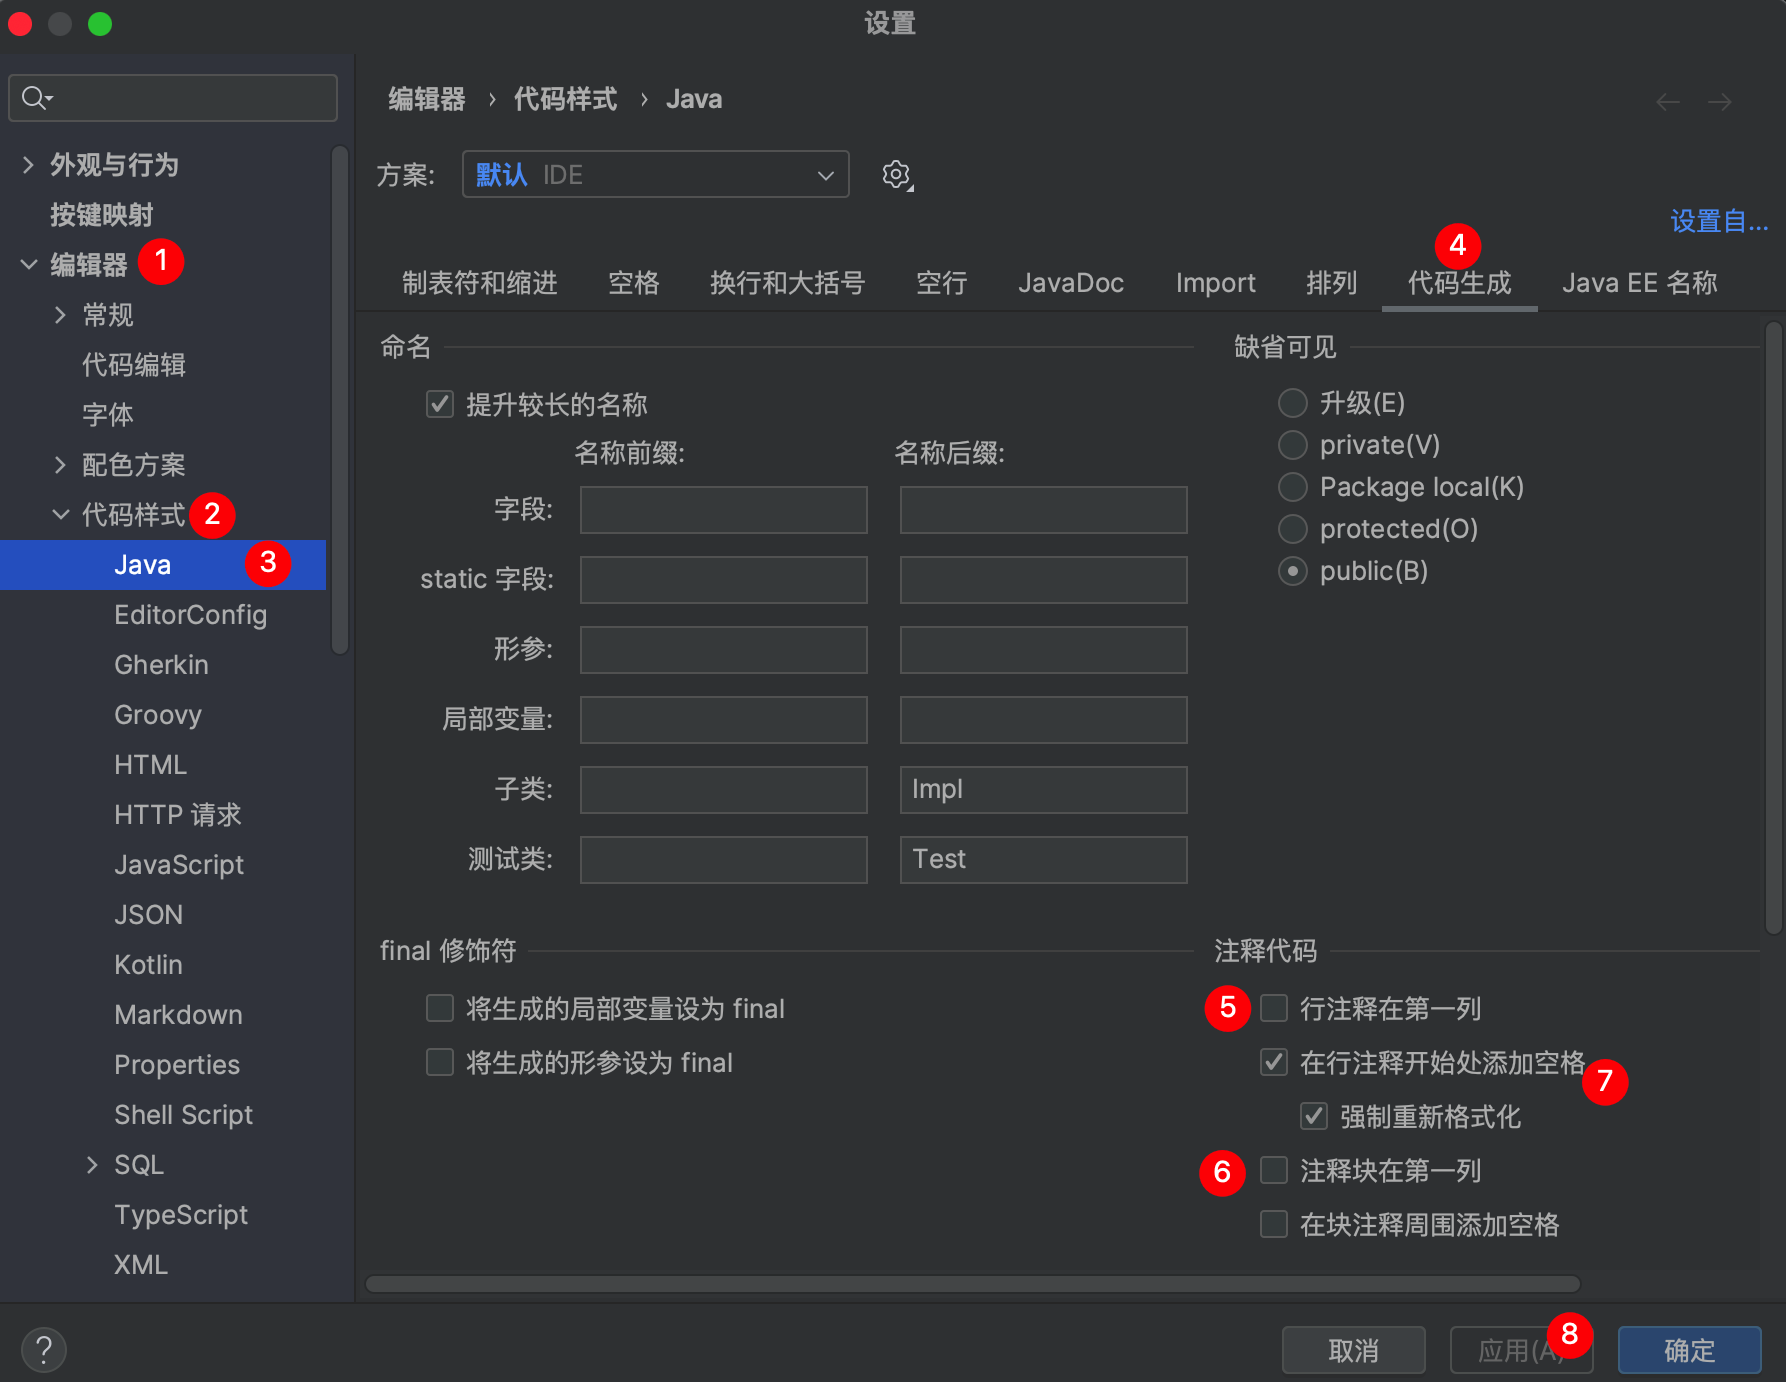 设置
外观与行为
按键映射
编辑器 1
常规
代码编辑
字体
配色方案
代码样式 2
Java 3
EditorConfig
Gherkin
Groovy
HTML
HTTP 请求
JavaScript
JSON
Kotlin
Markdown
Properties
Shell Script
SQL
TypeScript
XML
编辑器 › 代码样式 › Java
方案: 默认 IDE
设置自...
4
制表符和缩进 空格 换行和大括号 空行 JavaDoc Import 排列 代码生成 Java EE 名称
命名
提升较长的名称
名称前缀: 名称后缀:
字段:
static 字段:
形参:
局部变量:
子类: Impl
测试类: Test
缺省可见
升级(E)
private(V)
Package local(K)
protected(O)
public(B)
final 修饰符
将生成的局部变量设为 final
将生成的形参设为 final
注释代码
5 行注释在第一列
在行注释开始处添加空格 7
强制重新格式化
6 注释块在第一列
在块注释周围添加空格
? 取消 应用(A) 8 确定